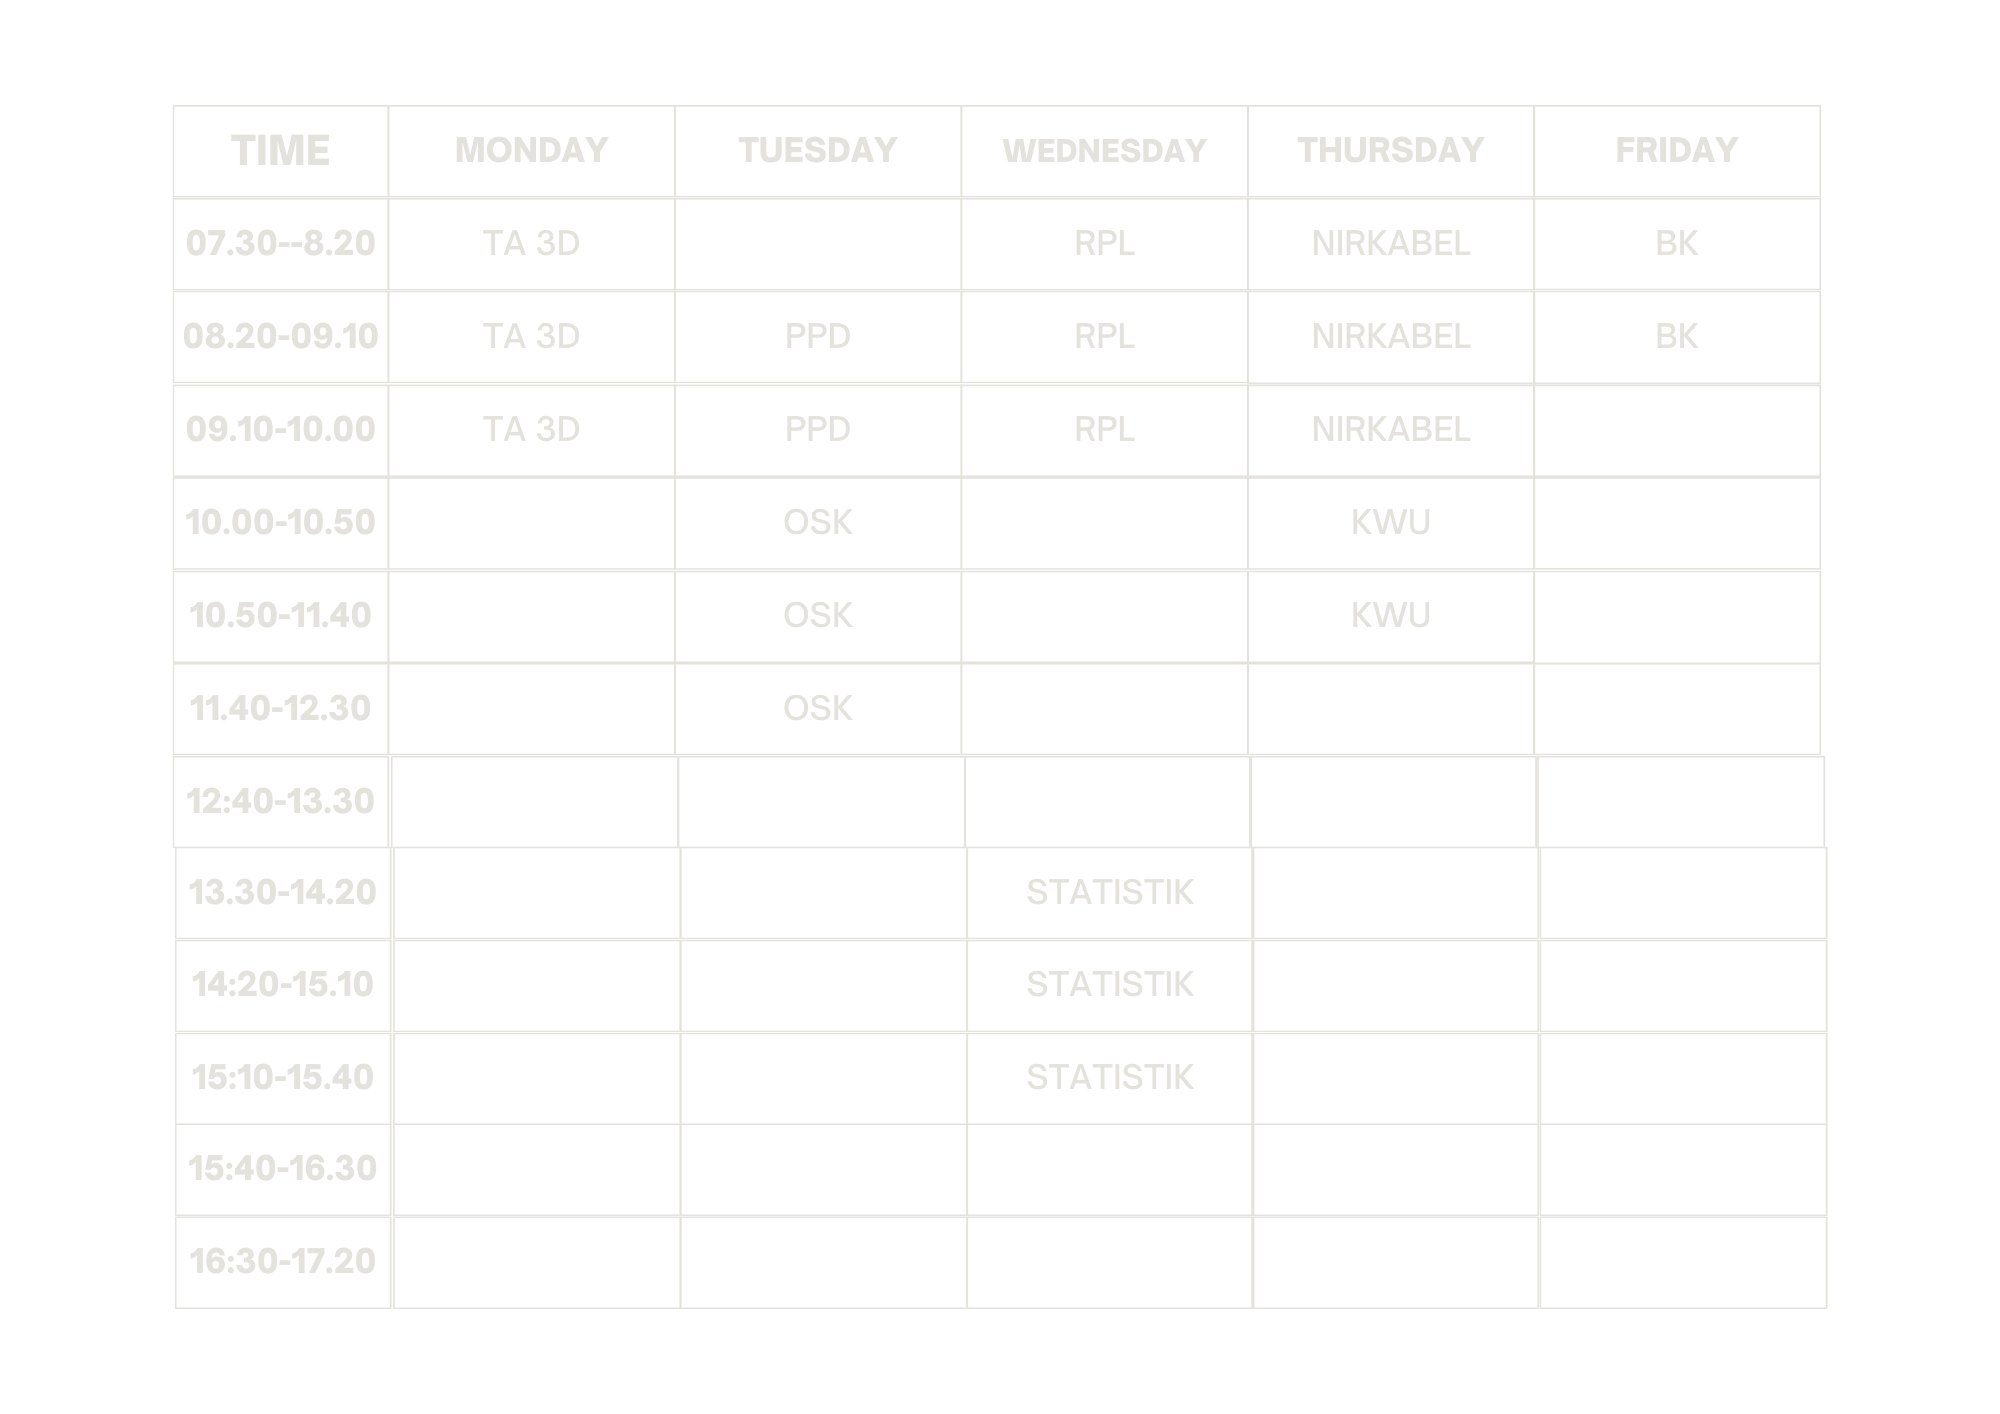 TIME MONDAY TUESDAY WEDNESDAY THURSDAY FRIDAY
07.30--8.20 TA 3D RPL NIRKABEL BK
08.20-09.10 TA 3D PPD RPL NIRKABEL BK
09.10-10.00 TA 3D PPD RPL NIRKABEL
10.00-10.50 OSK KWU
10.50-11.40 OSK KWU
11.40-12.30 OSK
12:40-13.30
13.30-14.20 STATISTIK
14:20-15.10 STATISTIK
15:10-15.40 STATISTIK
15:40-16.30
16:30-17.20